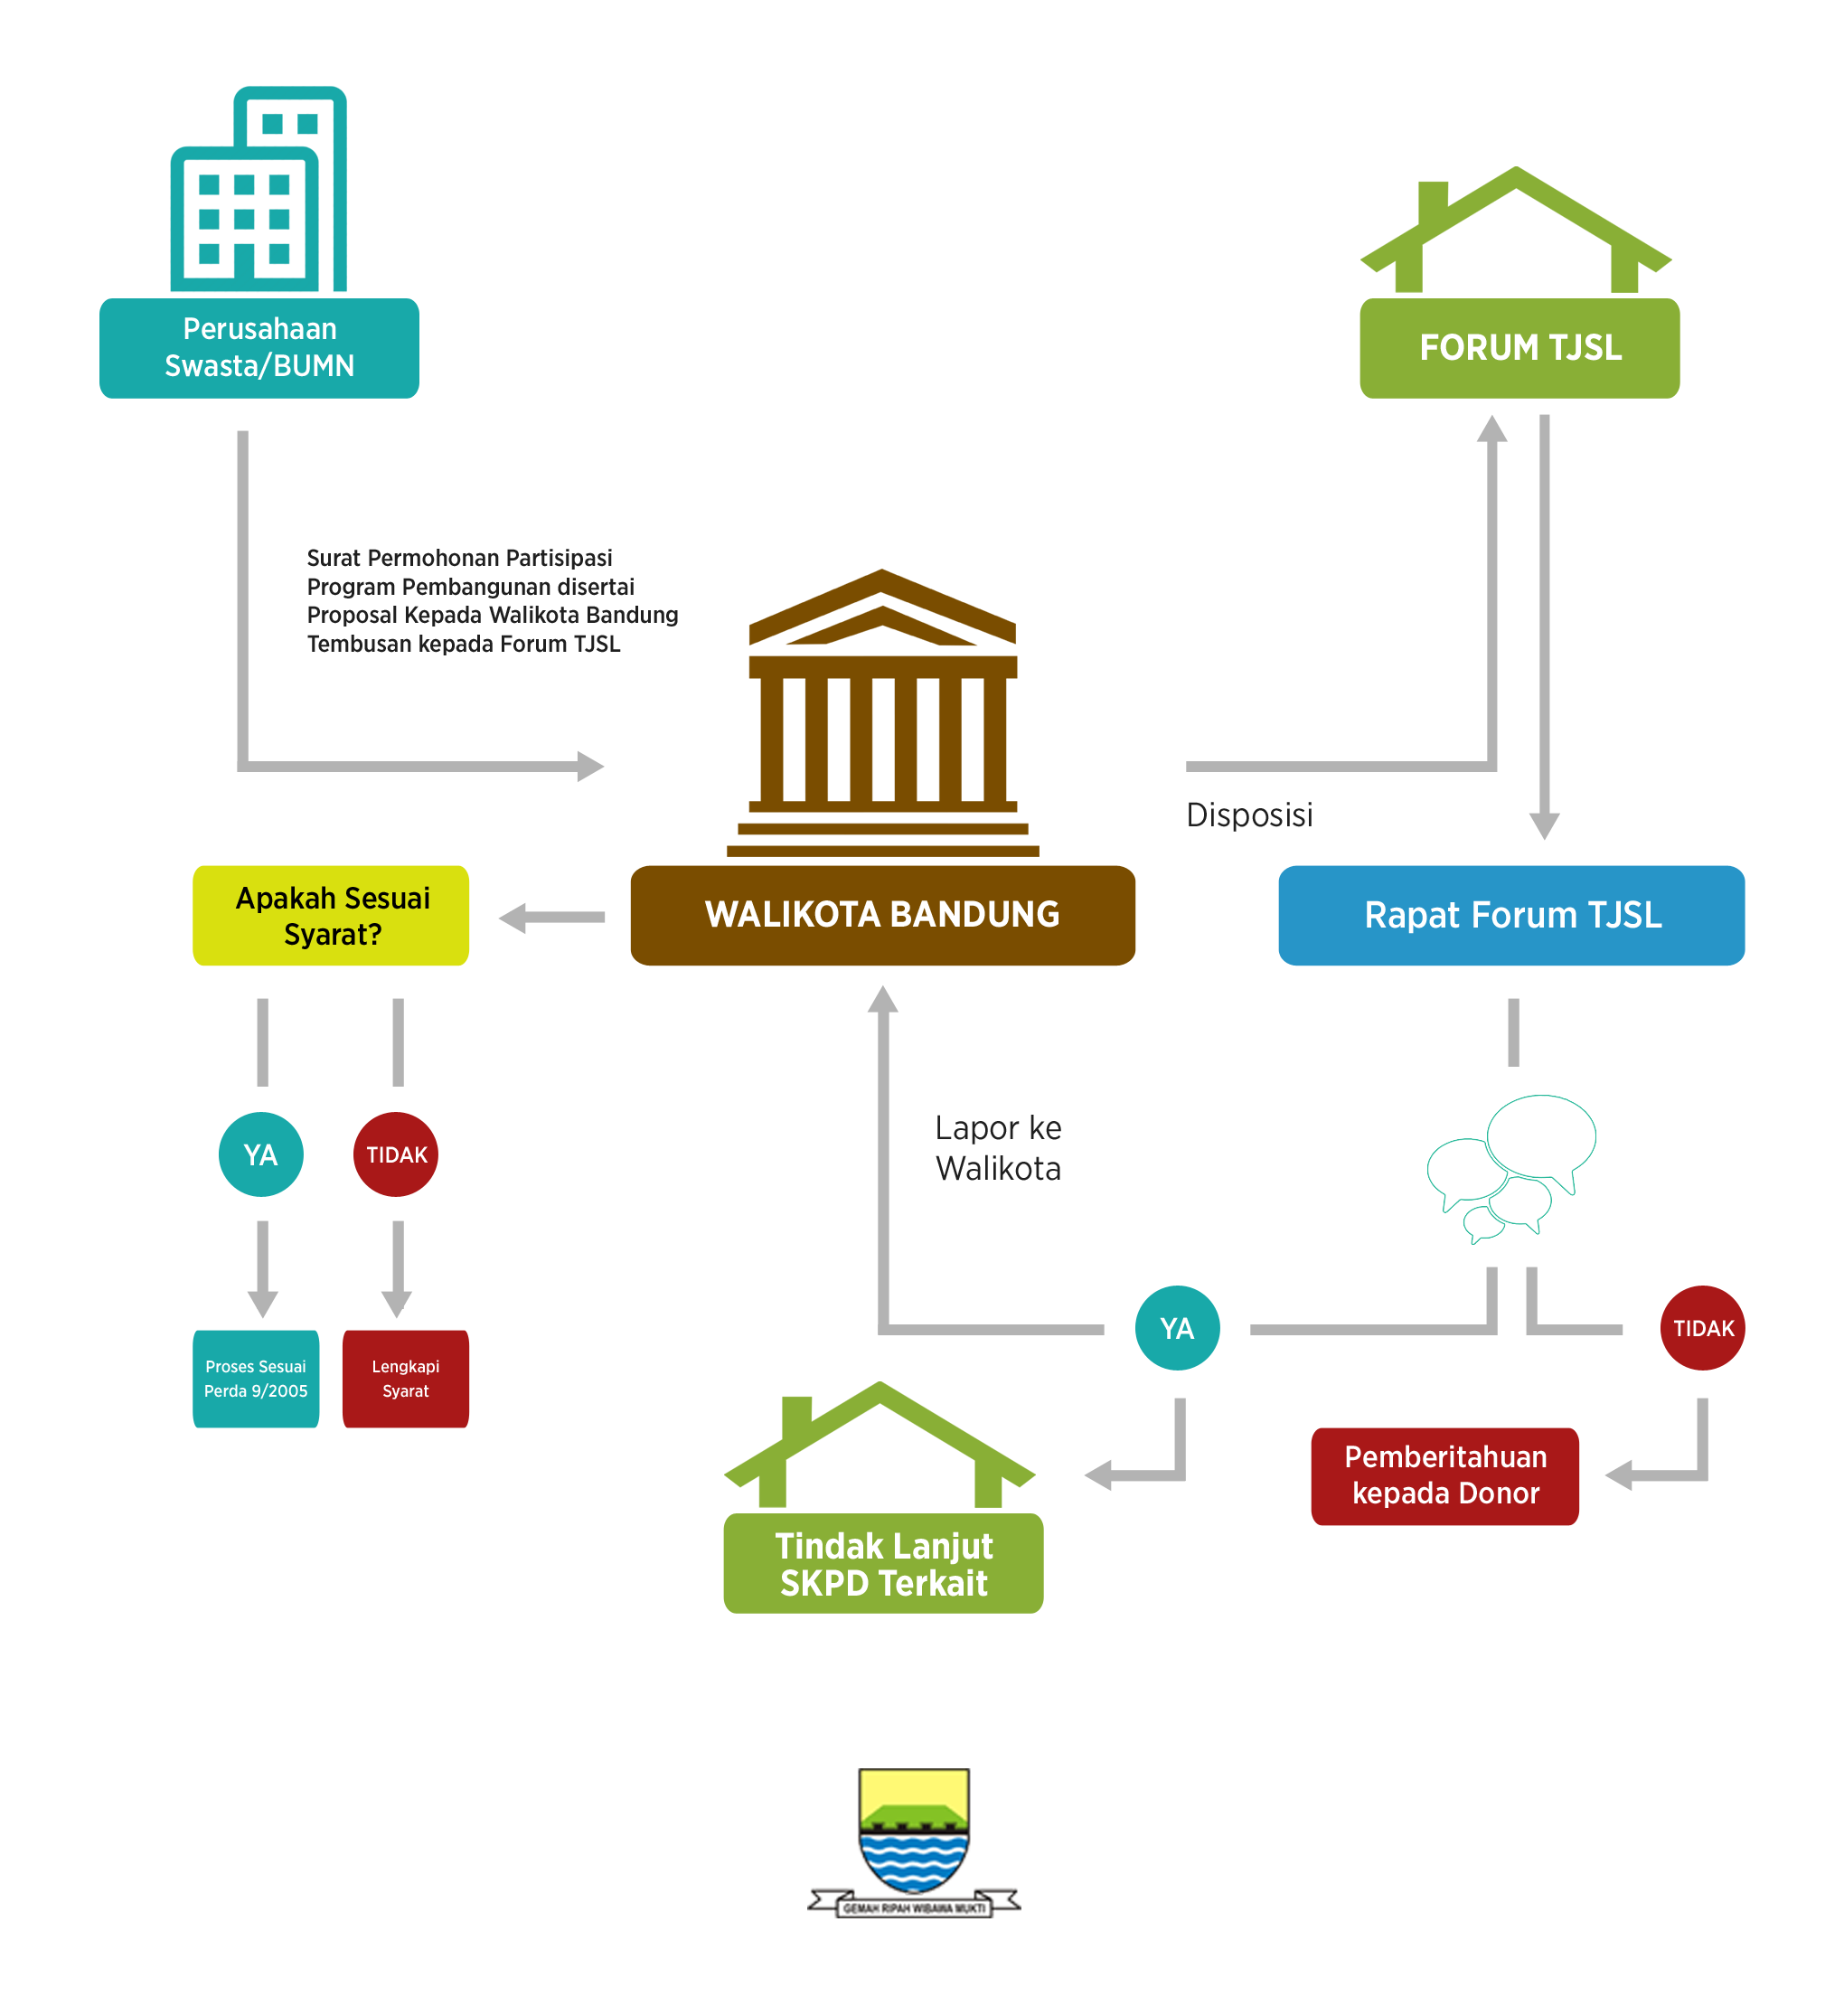 Perusahaan
Swasta/BUMN
FORUM TJSL
Surat Permohonan Partisipasi
Program Pembangunan disertai
Proposal Kepada Walikota Bandung
Tembusan kepada Forum TJSL
Disposisi
Apakah Sesuai
Syarat?
WALIKOTA BANDUNG
Rapat Forum TJSL
YA
TIDAK
Lapor ke
Walikota
YA
TIDAK
Proses Sesuai
Perda 9/2005
Lengkapi
Syarat
Pemberitahuan
kepada Donor
Tindak Lanjut
SKPD Terkait
GEMAH RIPAH WIBAWA MUKTI